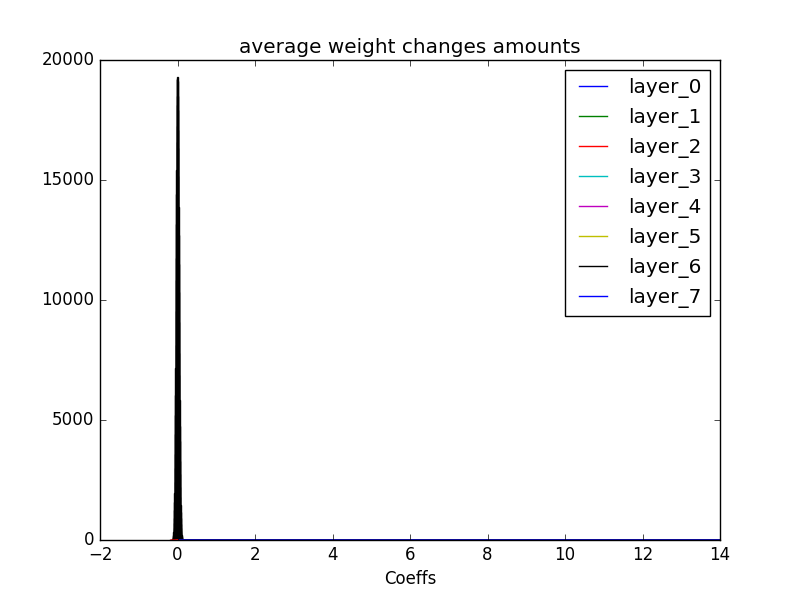 average weight changes amounts
20000
15000
10000
5000
0
layer_0
layer_1
layer_2
layer_3
layer_4
layer_5
layer_6
layer_7
−2 0 2 4 6 8 10 12 14
Coeffs